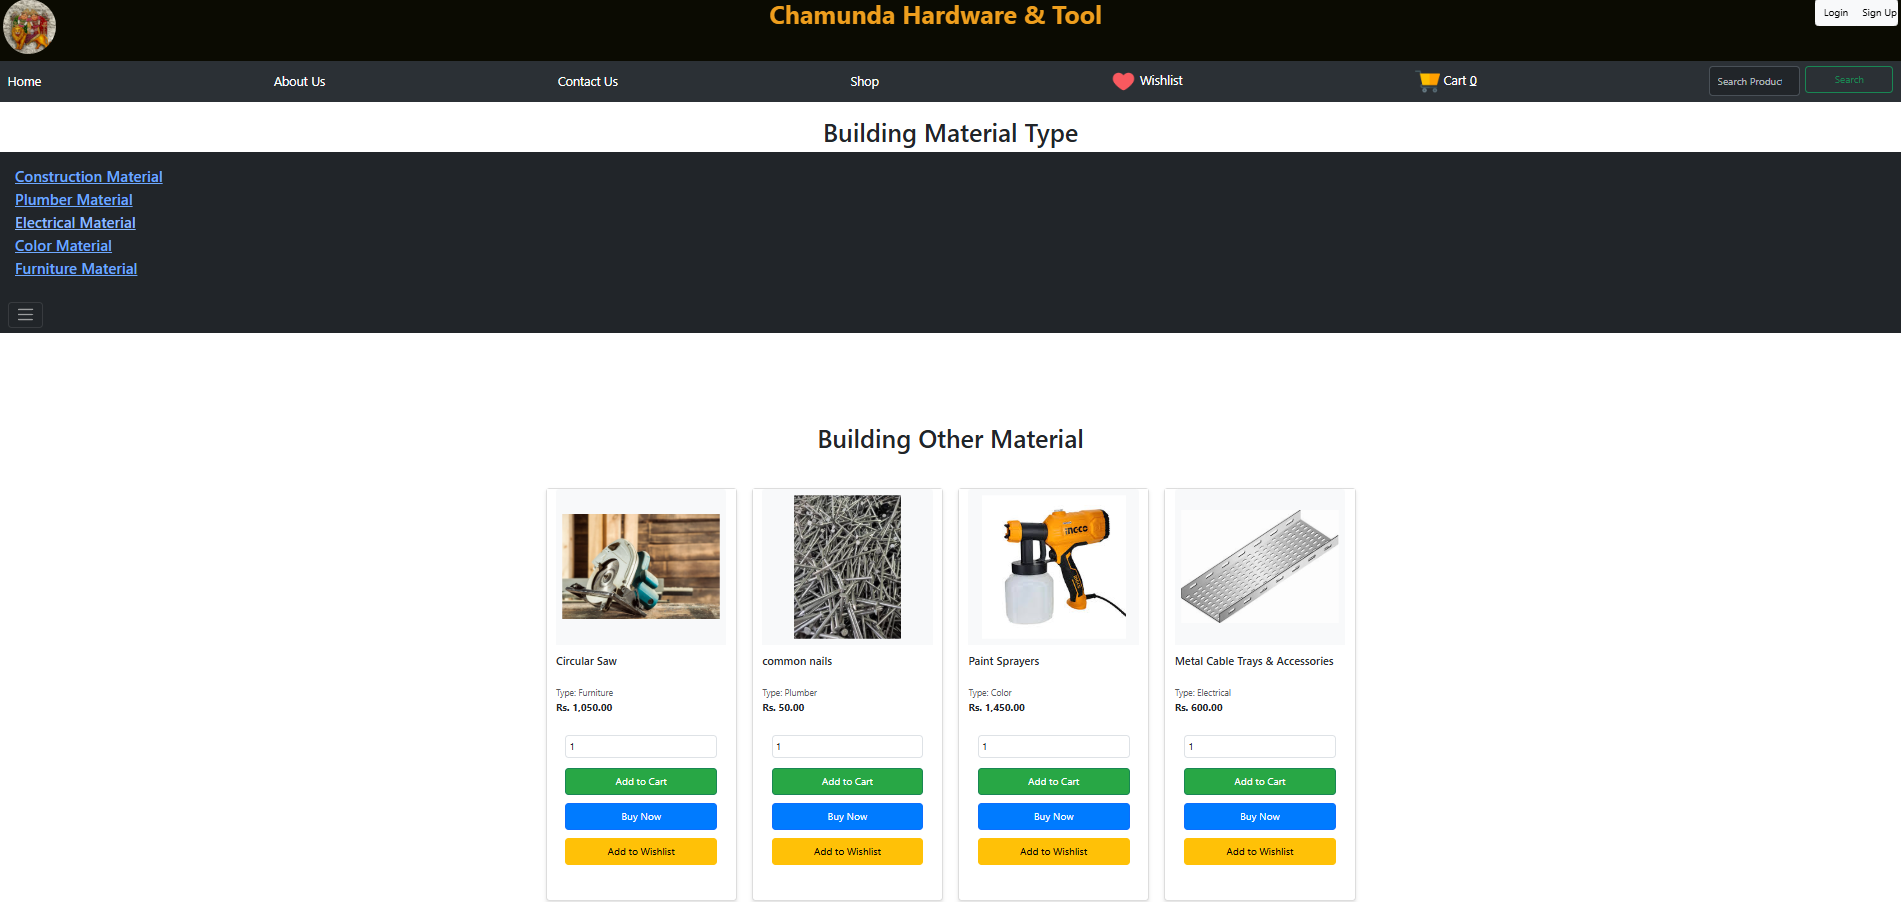 Chamunda Hardware & Tool
Login Sign Up
Home About Us Contact Us Shop Wishlist Cart 0 Search Produc Search
Building Material Type
Construction Material
Plumber Material
Electrical Material
Color Material
Furniture Material
Building Other Material
INGCO
Circular Saw common nails Paint Sprayers Metal Cable Trays & Accessories
Type: Furniture Type: Plumber Type: Color Type: Electrical
Rs. 1,050.00 Rs. 50.00 Rs. 1,450.00 Rs. 600.00
1 1 1 1
Add to Cart Add to Cart Add to Cart Add to Cart
Buy Now Buy Now Buy Now Buy Now
Add to Wishlist Add to Wishlist Add to Wishlist Add to Wishlist